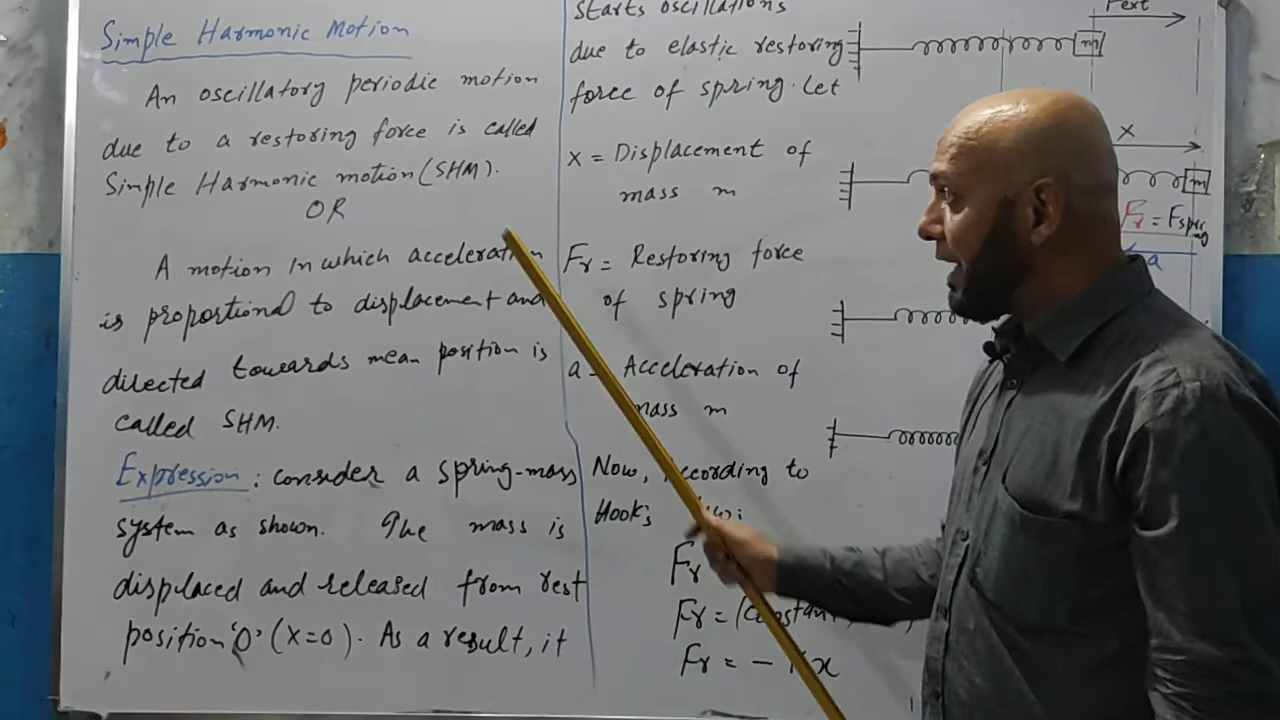 Simple Harmonic Motion
An oscillatory periodic motion
due to a restoring force is called
Simple Harmonic motion (SHM).
OR
A motion in which acceleration
is proportional to displacement and
directed towards mean position is
called SHM.
Expression: consider a spring-mass
system as shown. The mass is
displaced and released from rest
position 'O' (x=0). As a result, it
starts oscillations
due to elastic restoring
force of spring. Let
x = Displacement of
mass m
Fr = Restoring force
of spring
a = Acceleration of
mass m
Now, according to
Hook's
Fr
Fr = (constant
Fr = - x
Fext
m
x
m
Fr = Fspring
a